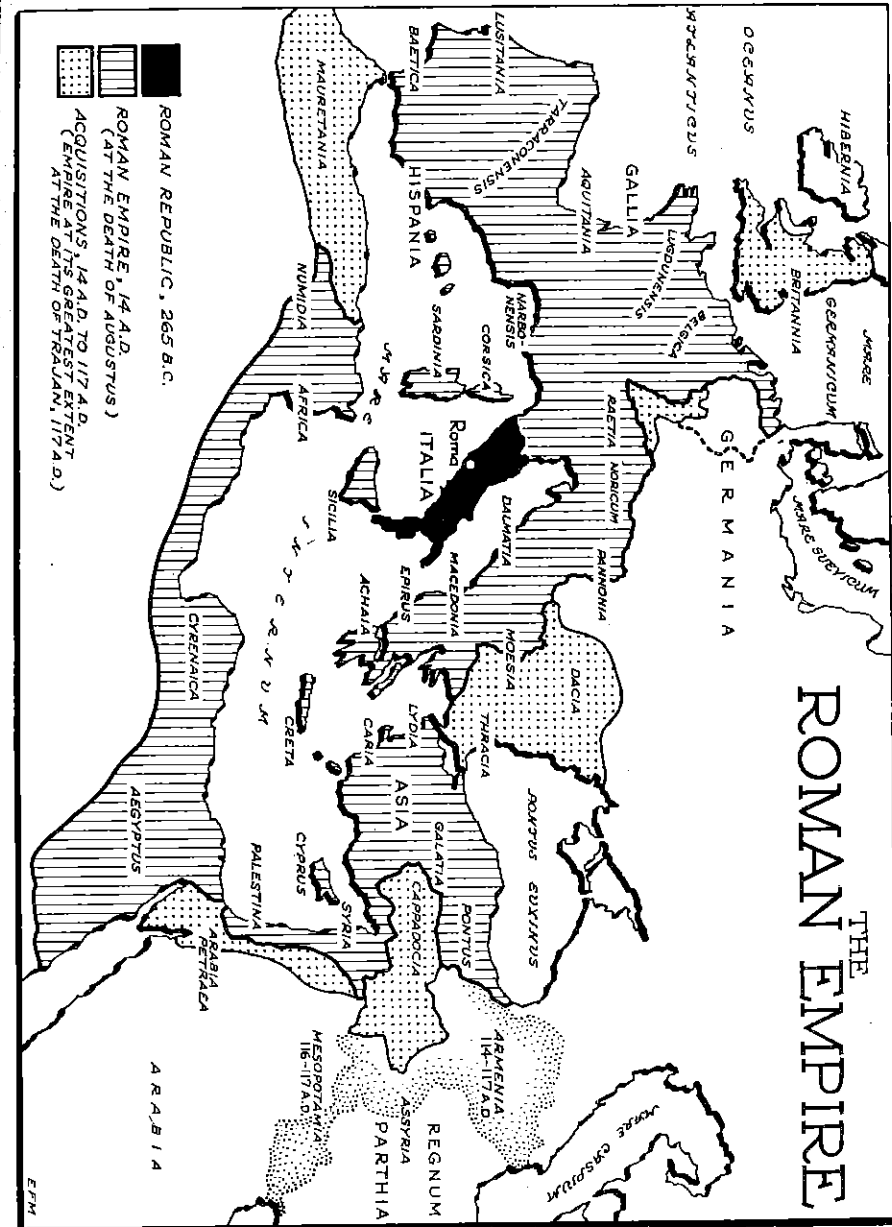 THE
ROMAN EMPIRE
HIBERNIA
OCEANUS
ATLANTICUS
BRITANNIA
MARE
GERMANICUM
MARE SUEVICUM
GERMANIA
GALLIA
LUGDUNENSIS
BELGICA
AQUITANIA
NARBO-
NENSIS
LUSITANIA
TARRACONENSIS
BAETICA
HISPANIA
MAURETANIA
NUMIDIA
AFRICA
SARDINIA
CORSICA
RAETIA
NORICUM
PANNONIA
DALMATIA
Roma
ITALIA
SICILIA
MARE
INTERNUM
DACIA
MOESIA
MACEDONIA
EPIRUS
ACHAIA
THRACIA
PONTUS EUXINUS
LYDIA
CARIA
ASIA
GALATIA
PONTUS
CAPPADOCIA
CRETA
CYPRUS
SYRIA
PALESTINA
CYRENAICA
AEGYPTUS
ARABIA
PETRAEA
ARABIA
ARMENIA
114-117 A.D.
MARE CASPIUM
ASSYRIA
REGNUM
PARTHIA
MESOPOTAMIA
116-117 A.D.
ROMAN REPUBLIC, 265 B.C.
ROMAN EMPIRE, 14 A.D.
(AT THE DEATH OF AUGUSTUS)
ACQUISITIONS, 14 A.D. TO 117 A.D.
(EMPIRE AT ITS GREATEST EXTENT
AT THE DEATH OF TRAJAN, 117 A.D.)
EFM